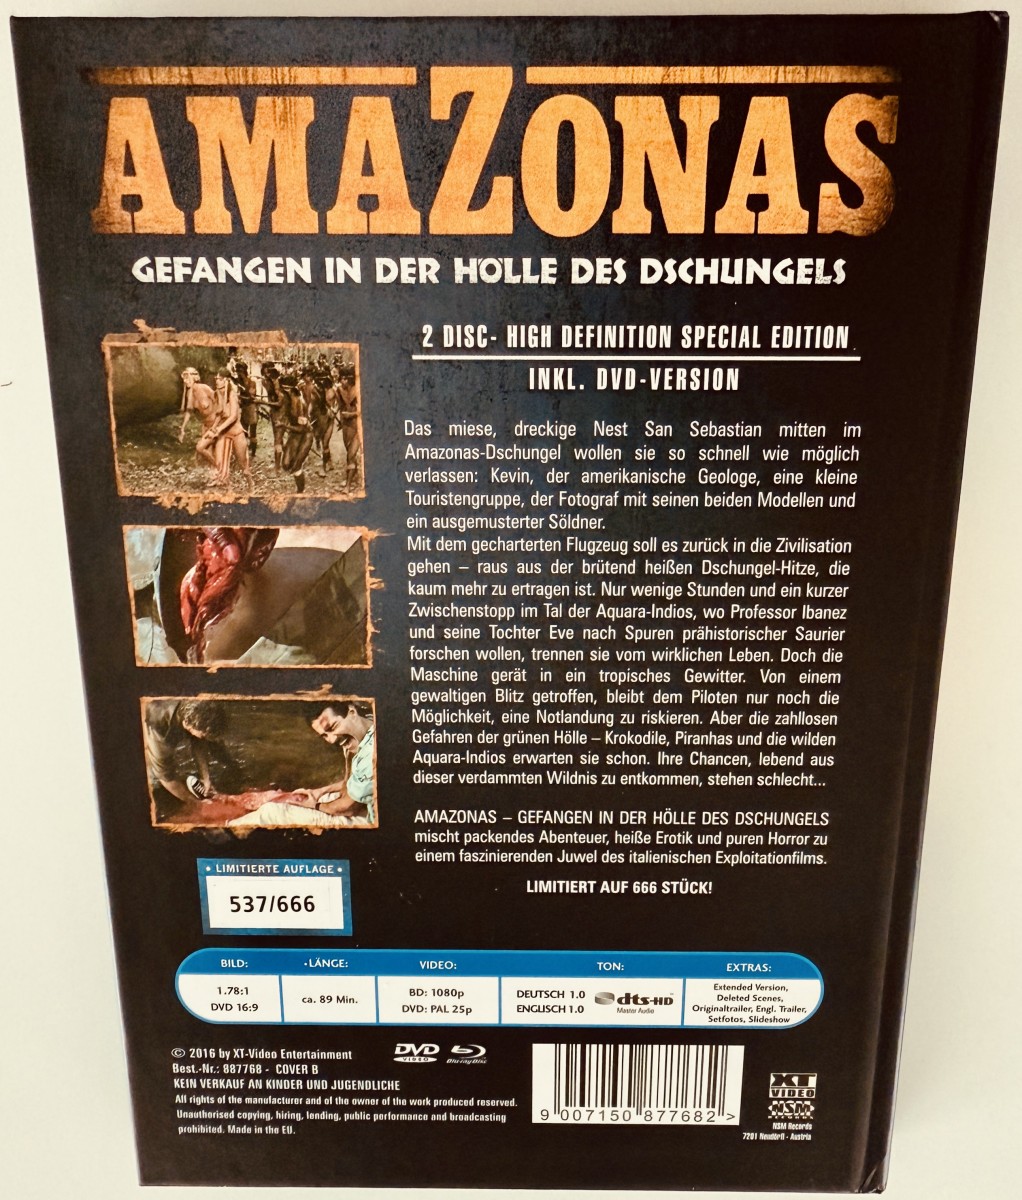 AMAZONAS
GEFANGEN IN DER HÖLLE DES DSCHUNGELS
2 DISC- HIGH DEFINITION SPECIAL EDITION
INKL. DVD-VERSION
Das miese, dreckige Nest San Sebastian mitten im
Amazonas-Dschungel wollen sie so schnell wie möglich
verlassen: Kevin, der amerikanische Geologe, eine kleine
Touristengruppe, der Fotograf mit seinen beiden Modellen und
ein ausgemusterter Söldner.
Mit dem gecharterten Flugzeug soll es zurück in die Zivilisation
gehen – raus aus der brütend heißen Dschungel-Hitze, die
kaum mehr zu ertragen ist. Nur wenige Stunden und ein kurzer
Zwischenstopp im Tal der Aquara-Indios, wo Professor Ibanez
und seine Tochter Eve nach Spuren prähistorischer Saurier
forschen wollen, trennen sie vom wirklichen Leben. Doch die
Maschine gerät in ein tropisches Gewitter. Von einem
gewaltigen Blitz getroffen, bleibt dem Piloten nur noch die
Möglichkeit, eine Notlandung zu riskieren. Aber die zahllosen
Gefahren der grünen Hölle – Krokodile, Piranhas und die wilden
Aquara-Indios erwarten sie schon. Ihre Chancen, lebend aus
dieser verdammten Wildnis zu entkommen, stehen schlecht...
AMAZONAS – GEFANGEN IN DER HÖLLE DES DSCHUNGELS
mischt packendes Abenteuer, heiße Erotik und puren Horror zu
einem faszinierenden Juwel des italienischen Exploitationfilms.
LIMITIERT AUF 666 STÜCK!
• LIMITIERTE AUFLAGE •
537/666
BILD:
1.78:1
DVD 16:9
•LÄNGE:
ca. 89 Min.
VIDEO:
BD: 1080p
DVD: PAL 25p
TON:
DEUTSCH 1.0
ENGLISCH 1.0
dts-HD
Master Audio
EXTRAS:
Extended Version,
Deleted Scenes,
Originaltrailer, Engl. Trailer,
Setfotos, Slideshow
© 2016 by XT-Video Entertainment
Best.-Nr.: 887768 - COVER B
KEIN VERKAUF AN KINDER UND JUGENDLICHE
All rights of the manufacturer and of the owner of the work produced reserved.
Unauthorised copying, hiring, lending, public performance and broadcasting
prohibited. Made in the EU.
DVD
VIDEO
Blu-ray Disc
9 007150 877682 >
XT
VIDEO
NSM
NSM Records
7201 Neudörfl - Austria